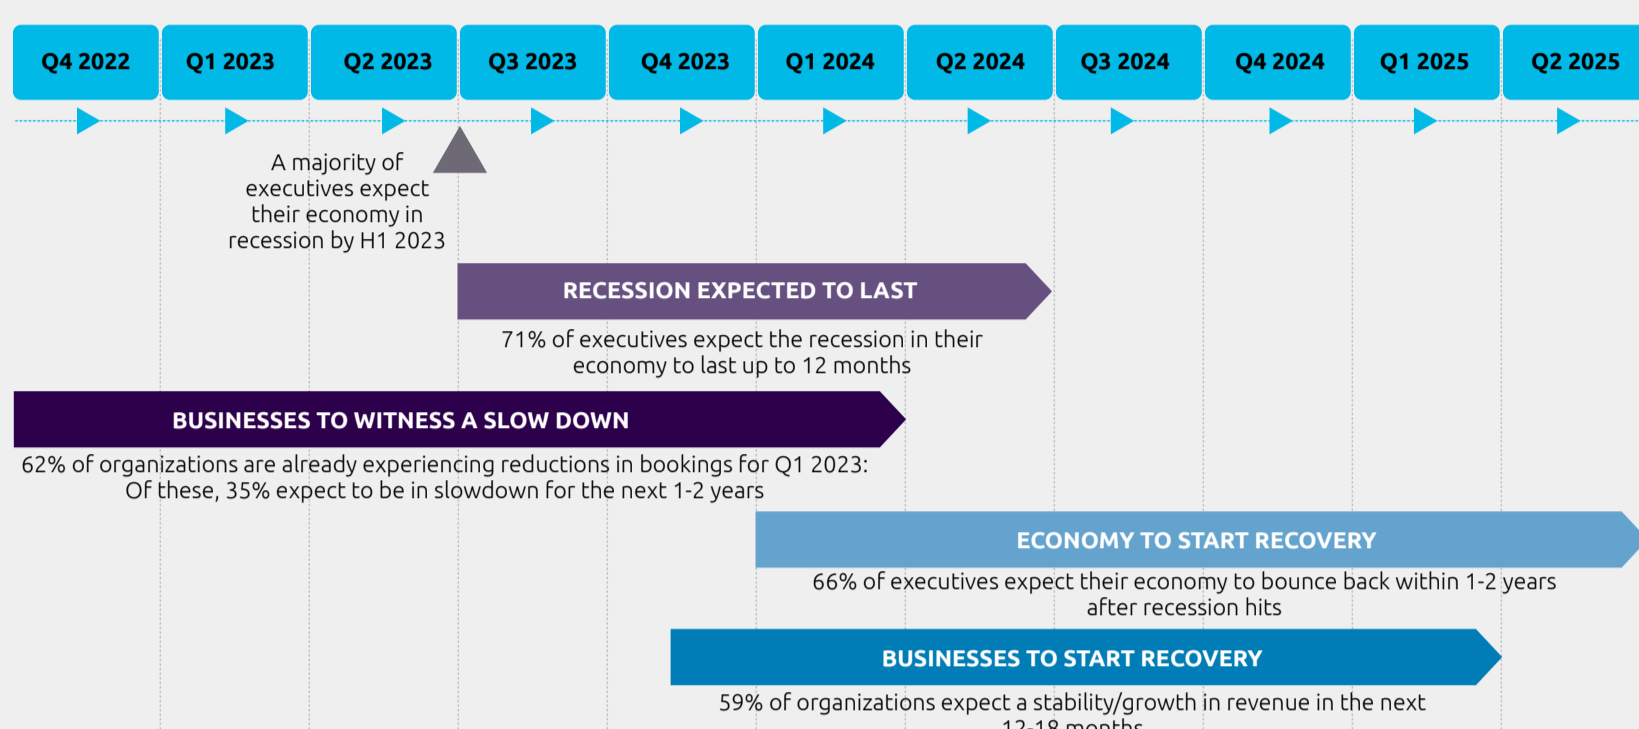 Q4 2022 Q1 2023 Q2 2023 Q3 2023 Q4 2023 Q1 2024 Q2 2024 Q3 2024 Q4 2024 Q1 2025 Q2 2025
A majority of
executives expect
their economy in
recession by H1 2023
RECESSION EXPECTED TO LAST
71% of executives expect the recession in their
economy to last up to 12 months
BUSINESSES TO WITNESS A SLOW DOWN
62% of organizations are already experiencing reductions in bookings for Q1 2023:
Of these, 35% expect to be in slowdown for the next 1-2 years
ECONOMY TO START RECOVERY
66% of executives expect their economy to bounce back within 1-2 years
after recession hits
BUSINESSES TO START RECOVERY
59% of organizations expect a stability/growth in revenue in the next
12-18 months